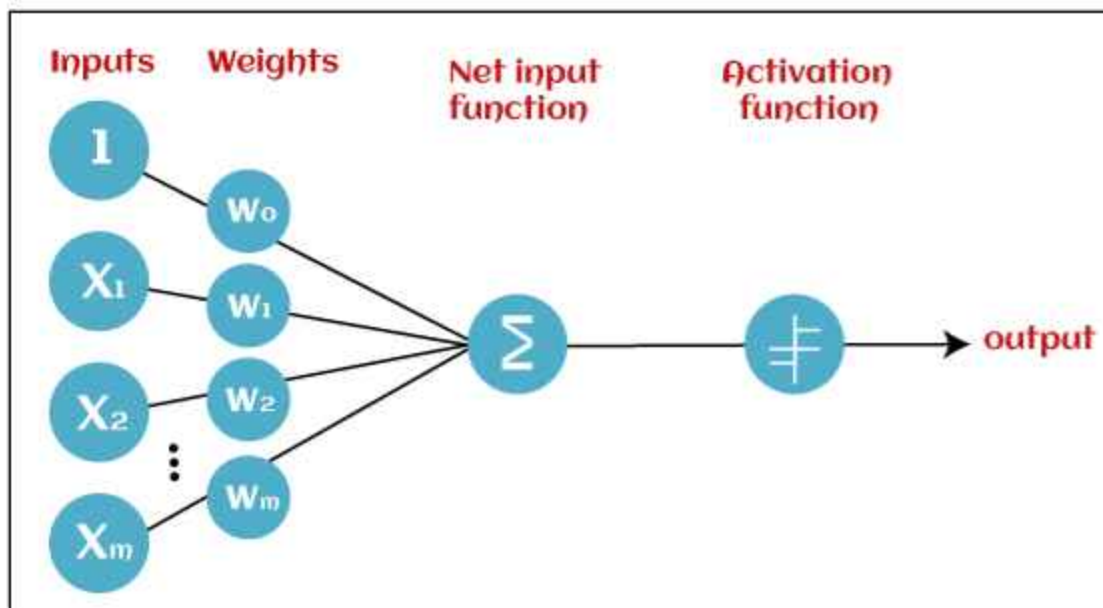 Inputs
Weights
Net input
function
Activation
function
1
X1
X2
Xm
W0
W1
W2
Wm
Σ
output